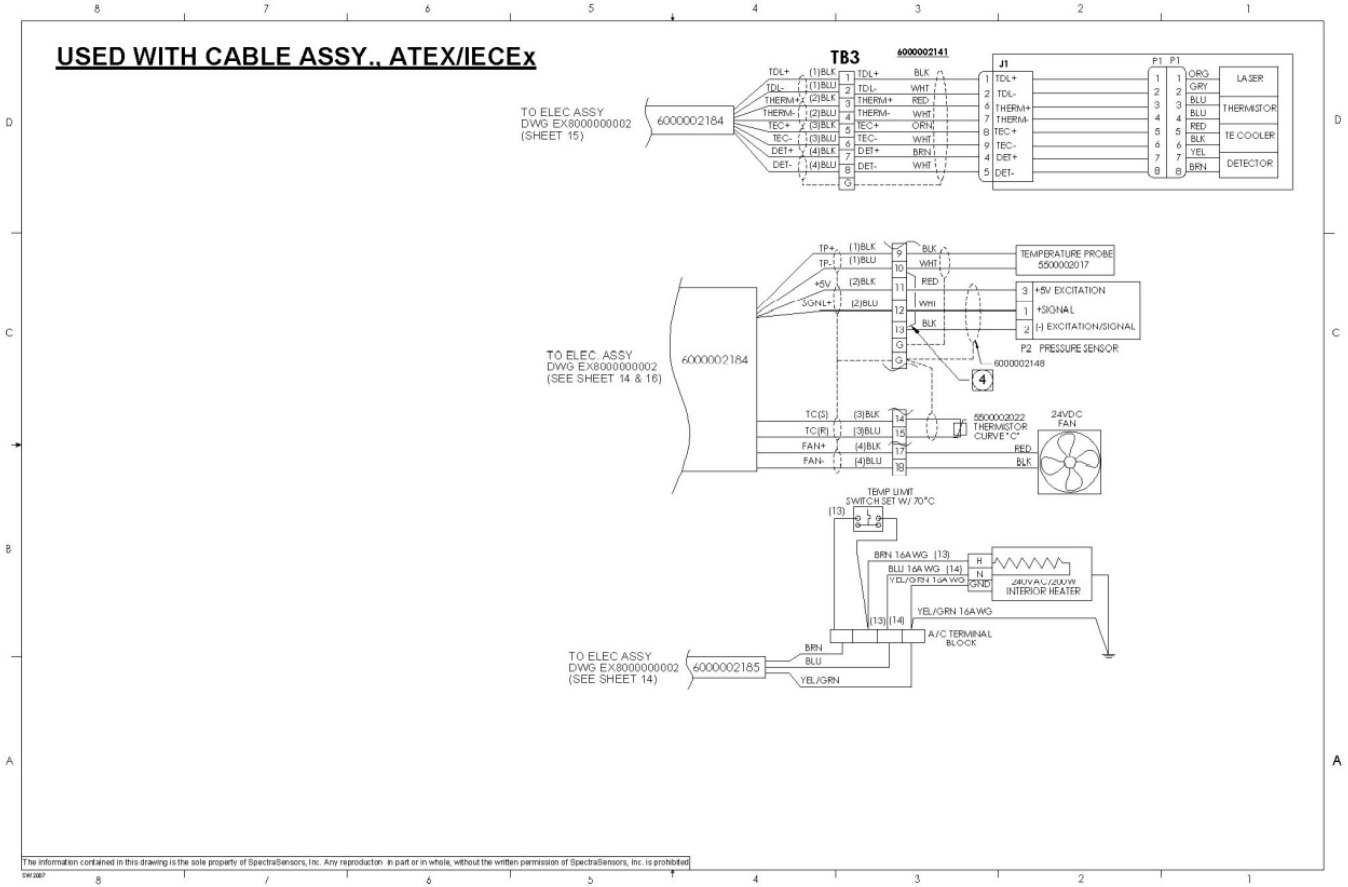 8 7 6 5 4 3 2 1
USED WITH CABLE ASSY., ATEX/IECEx
TB3
6000002141
TO ELEC ASSY
DWG EX8000000002
(SHEET 15)
6000002184
TDL+ (1)BLK 1 TDL+ BLK
TDL- (1)BLU 2 TDL- WHT
THERM+ (2)BLK 3 THERM+ RED
THERM- (2)BLU 4 THERM- WHT
TEC+ (3)BLK 5 TEC+ ORN
TEC- (3)BLU 6 TEC- WHT
DET+ (4)BLK 7 DET+ BRN
DET- (4)BLU 8 DET- WHT
G
J1
1 TDL+
2 TDL-
6 THERM+
7 THERM-
8 TEC+
9 TEC-
4 DET+
5 DET-
P1 P1
1 1 ORG
2 2 GRY
3 3 BLU
4 4 BLU
5 5 RED
6 6 BLK
7 7 YEL
8 8 BRN
LASER
THERMISTOR
TE COOLER
DETECTOR
D D
TO ELEC. ASSY
DWG EX8000000002
(SEE SHEET 14 & 16)
6000002184
TP+ (1)BLK 9 BLK
TP- (1)BLU 10 WHT
+5V (2)BLK 11 RED
SGNL+ (2)BLU 12 WHT
13 BLK
G
G
TEMPERATURE PROBE
5500002017
3 +5V EXCITATION
1 +SIGNAL
2 (-) EXCITATION/SIGNAL
P2 PRESSURE SENSOR
6000002148
4
C C
TC(S) (3)BLK 14
TC(R) (3)BLU 15
FAN+ (4)BLK 17
FAN- (4)BLU 18
5500002022
THERMISTOR
CURVE "C"
24VDC
FAN
RED
BLK
TEMP LIMIT
SWITCH SET W/ 70°C
(13)
B B
BRN 16AWG (13) H
BLU 16AWG (14) N
YEL/GRN 16AWG GND
240VAC/200W
INTERIOR HEATER
YEL/GRN 16AWG
(13) (14)
A/C TERMINAL
BLOCK
TO ELEC ASSY
DWG EX8000000002
(SEE SHEET 14)
6000002185
BRN
BLU
YEL/GRN
A A
The information contained in this drawing is the sole property of SpectraSensors, Inc. Any reproducton in part or in whole, without the written permission of SpectraSensors, Inc. is prohibited
SW2007
8 7 6 5 4 3 2 1